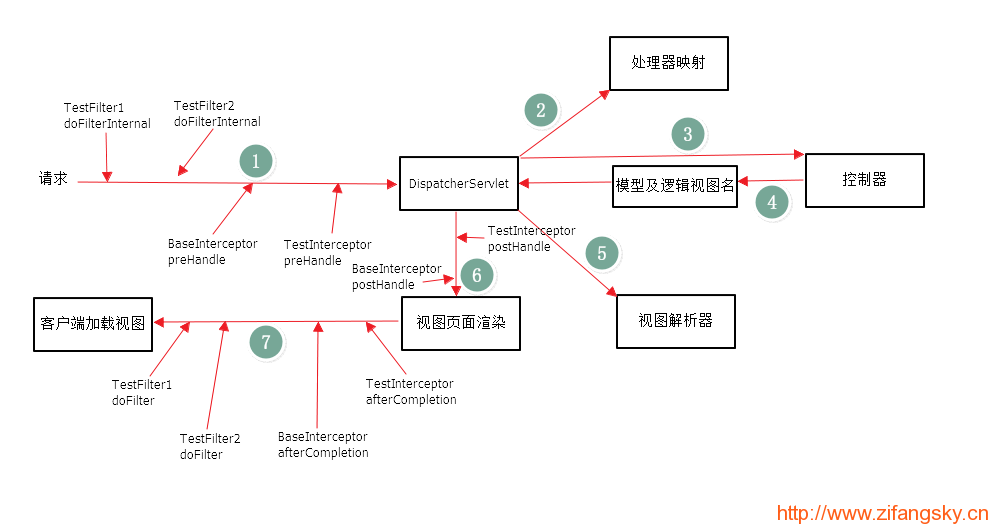 处理器映射
TestFilter1
doFilterInternal
TestFilter2
doFilterInternal
2
3
1
请求
DispatcherServlet
模型及逻辑视图名
控制器
4
BaseInterceptor
preHandle
TestInterceptor
preHandle
TestInterceptor
postHandle
5
BaseInterceptor
postHandle
6
客户端加载视图
7
视图页面渲染
视图解析器
TestFilter1
doFilter
TestInterceptor
afterCompletion
TestFilter2
doFilter
BaseInterceptor
afterCompletion
http://www.zifangsky.cn